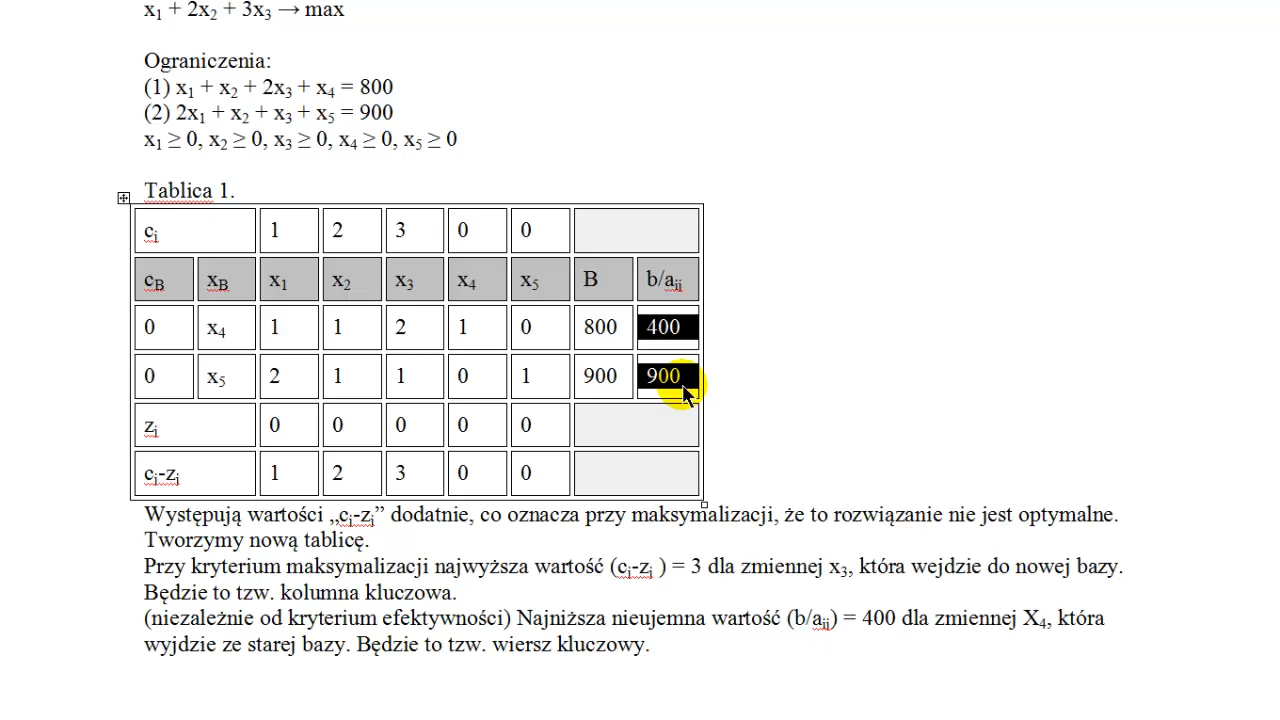 x₁ + 2x₂ + 3x₃ → max
Ograniczenia:
(1) x₁ + x₂ + 2x₃ + x₄ = 800
(2) 2x₁ + x₂ + x₃ + x₅ = 900
x₁ ≥ 0, x₂ ≥ 0, x₃ ≥ 0, x₄ ≥ 0, x₅ ≥ 0
Tablica 1.
cⱼ 1 2 3 0 0
c_B x_B x₁ x₂ x₃ x₄ x₅ B b/aᵢⱼ
0 x₄ 1 1 2 1 0 800 400
0 x₅ 2 1 1 0 1 900 900
zⱼ 0 0 0 0 0
cⱼ-zⱼ 1 2 3 0 0
Występują wartości „cⱼ-zⱼ” dodatnie, co oznacza przy maksymalizacji, że to rozwiązanie nie jest optymalne.
Tworzymy nową tablicę.
Przy kryterium maksymalizacji najwyższa wartość (cⱼ-zⱼ ) = 3 dla zmiennej x₃, która wejdzie do nowej bazy.
Będzie to tzw. kolumna kluczowa.
(niezależnie od kryterium efektywności) Najniższa nieujemna wartość (b/aᵢⱼ) = 400 dla zmiennej X₄, która
wyjdzie ze starej bazy. Będzie to tzw. wiersz kluczowy.